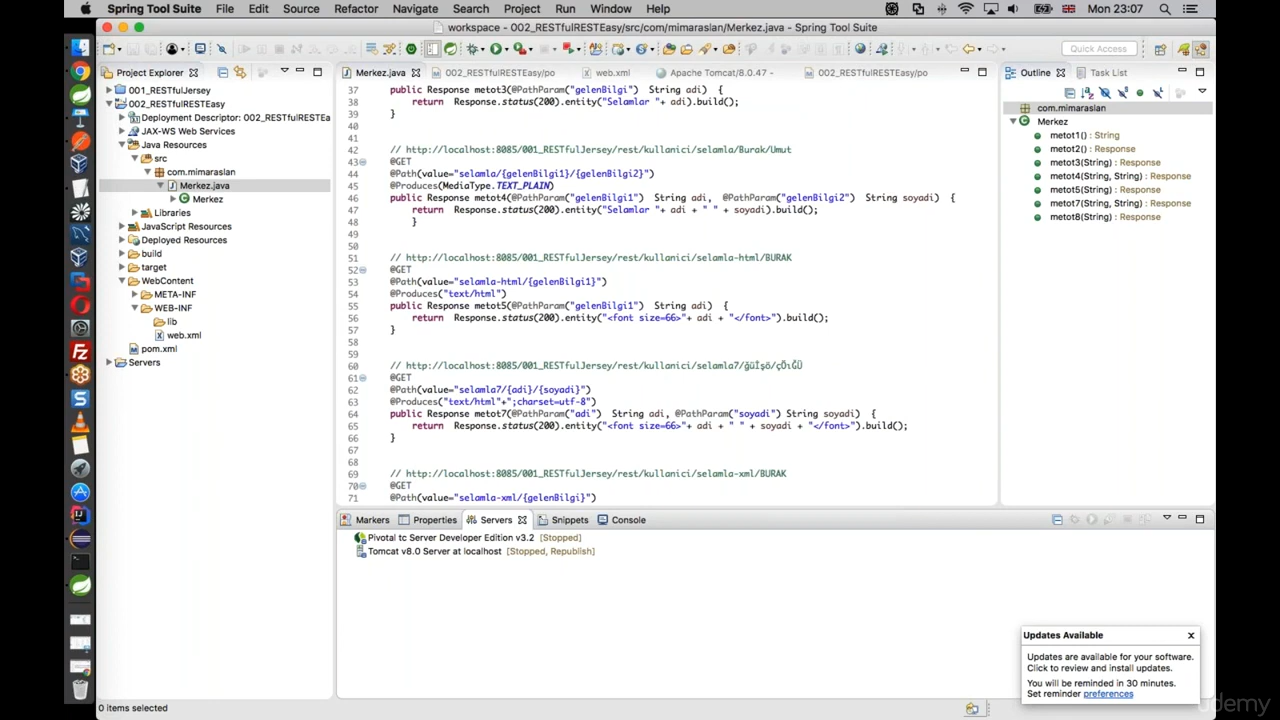 Spring Tool Suite File Edit Source Refactor Navigate Search Project Run Window Help Mon 23:07
workspace - 002_RESTfulRESTEasy/src/com/mimaraslan/Merkez.java - Spring Tool Suite
Quick Access
Project Explorer
001_RESTfulJersey
002_RESTfulRESTEasy
Deployment Descriptor: 002_RESTfulRESTEa
JAX-WS Web Services
Java Resources
src
com.mimaraslan
Merkez.java
Merkez
Libraries
JavaScript Resources
Deployed Resources
build
target
WebContent
META-INF
WEB-INF
lib
web.xml
pom.xml
Servers
Merkez.java 002_RESTfulRESTEasy/po web.xml Apache Tomcat/8.0.47 - 002_RESTfulRESTEasy/po
37 public Response metot3(@PathParam("gelenBilgi") String adi) {
38 return Response.status(200).entity("Selamlar "+ adi).build();
39 }
40
41
42 // http://localhost:8085/001_RESTfulJersey/rest/kullanici/selamla/Burak/Umut
43 @GET
44 @Path(value="selamla/{gelenBilgi1}/{gelenBilgi2}")
45 @Produces(MediaType.TEXT_PLAIN)
46 public Response metot4(@PathParam("gelenBilgi1") String adi, @PathParam("gelenBilgi2") String soyadi) {
47 return Response.status(200).entity("Selamlar "+ adi + " " + soyadi).build();
48 }
49
50
51 // http://localhost:8085/001_RESTfulJersey/rest/kullanici/selamla-html/BURAK
52 @GET
53 @Path(value="selamla-html/{gelenBilgi1}")
54 @Produces("text/html")
55 public Response metot5(@PathParam("gelenBilgi1") String adi) {
56 return Response.status(200).entity("<font size=66>"+ adi + "</font>").build();
57 }
58
59
60 // http://localhost:8085/001_RESTfulJersey/rest/kullanici/selamla7/ğüİşö/çÖıĞÜ
61 @GET
62 @Path(value="selamla7/{adi}/{soyadi}")
63 @Produces("text/html"+";charset=utf-8")
64 public Response metot7(@PathParam("adi") String adi, @PathParam("soyadi") String soyadi) {
65 return Response.status(200).entity("<font size=66>"+ adi + " " + soyadi + "</font>").build();
66 }
67
68
69 // http://localhost:8085/001_RESTfulJersey/rest/kullanici/selamla-xml/BURAK
70 @GET
71 @Path(value="selamla-xml/{gelenBilgi}")
Outline Task List
com.mimaraslan
Merkez
metot1() : String
metot2() : Response
metot3(String) : Response
metot4(String, String) : Response
metot5(String) : Response
metot7(String, String) : Response
metot8(String) : Response
Markers Properties Servers Snippets Console
Pivotal tc Server Developer Edition v3.2 [Stopped]
Tomcat v8.0 Server at localhost [Stopped, Republish]
Updates Available
Updates are available for your software.
Click to review and install updates.
You will be reminded in 30 minutes.
Set reminder preferences
0 items selected
udemy